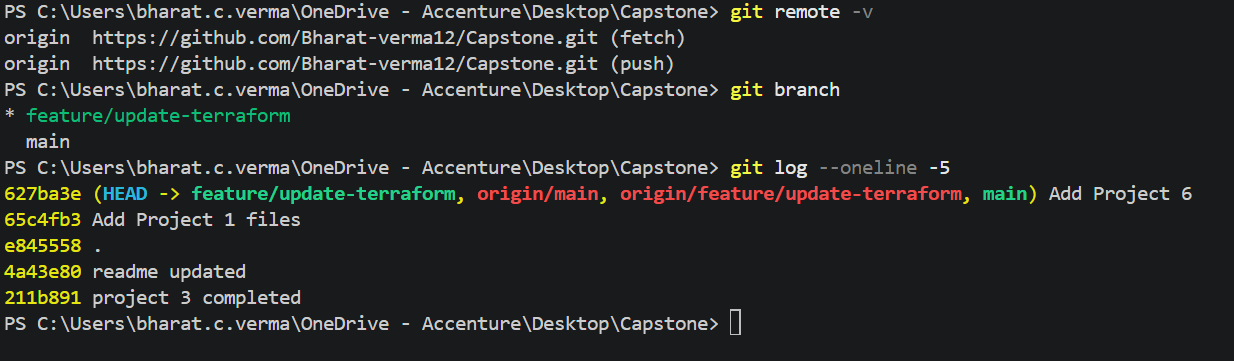 PS C:\Users\bharat.c.verma\OneDrive - Accenture\Desktop\Capstone> git remote -v
origin  https://github.com/Bharat-verma12/Capstone.git (fetch)
origin  https://github.com/Bharat-verma12/Capstone.git (push)
PS C:\Users\bharat.c.verma\OneDrive - Accenture\Desktop\Capstone> git branch
* feature/update-terraform
  main
PS C:\Users\bharat.c.verma\OneDrive - Accenture\Desktop\Capstone> git log --oneline -5
627ba3e (HEAD -> feature/update-terraform, origin/main, origin/feature/update-terraform, main) Add Project 6
65c4fb3 Add Project 1 files
e845558 .
4a43e80 readme updated
211b891 project 3 completed
PS C:\Users\bharat.c.verma\OneDrive - Accenture\Desktop\Capstone>